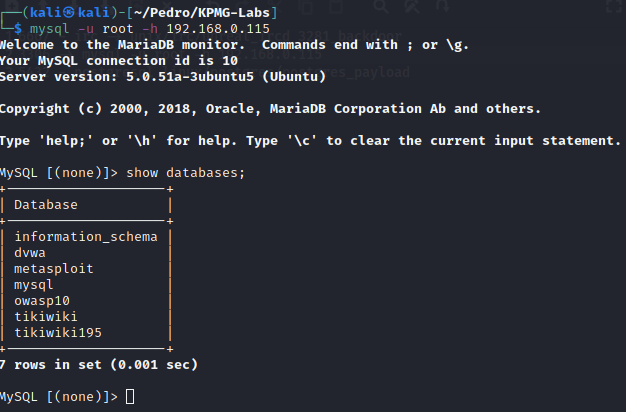 (kali㉿kali)-[~/Pedro/KPMG-Labs]
$ mysql -u root -h 192.168.0.115
Welcome to the MariaDB monitor.  Commands end with ; or \g.
Your MySQL connection id is 10
Server version: 5.0.51a-3ubuntu5 (Ubuntu)

Copyright (c) 2000, 2018, Oracle, MariaDB Corporation Ab and others.

Type 'help;' or '\h' for help. Type '\c' to clear the current input statement.

MySQL [(none)]> show databases;
+--------------------+
| Database           |
+--------------------+
| information_schema |
| dvwa               |
| metasploit         |
| mysql              |
| owasp10            |
| tikiwiki           |
| tikiwiki195        |
+--------------------+
7 rows in set (0.001 sec)

MySQL [(none)]>